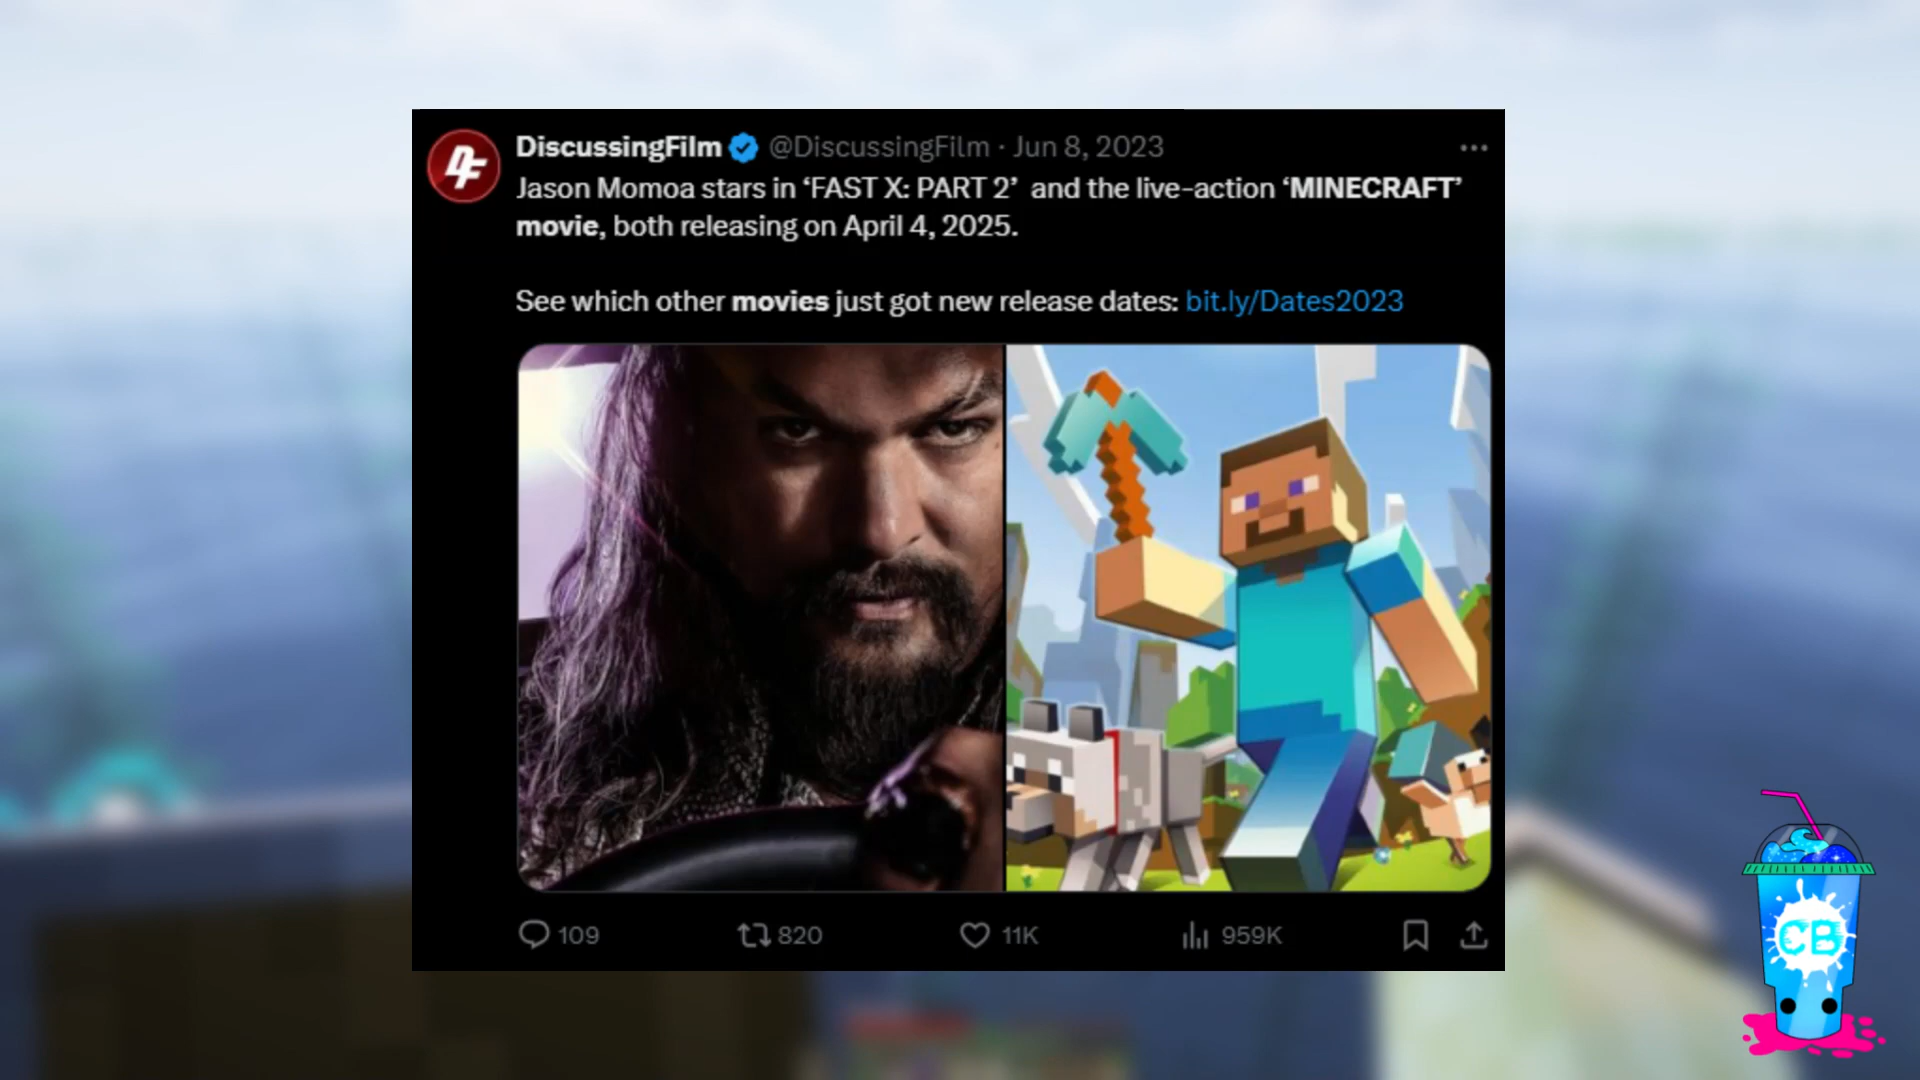 DiscussingFilm @DiscussingFilm · Jun 8, 2023
Jason Momoa stars in ‘FAST X: PART 2’ and the live-action ‘MINECRAFT’
movie, both releasing on April 4, 2025.
See which other movies just got new release dates: bit.ly/Dates2023
109 820 11K 959K
CB